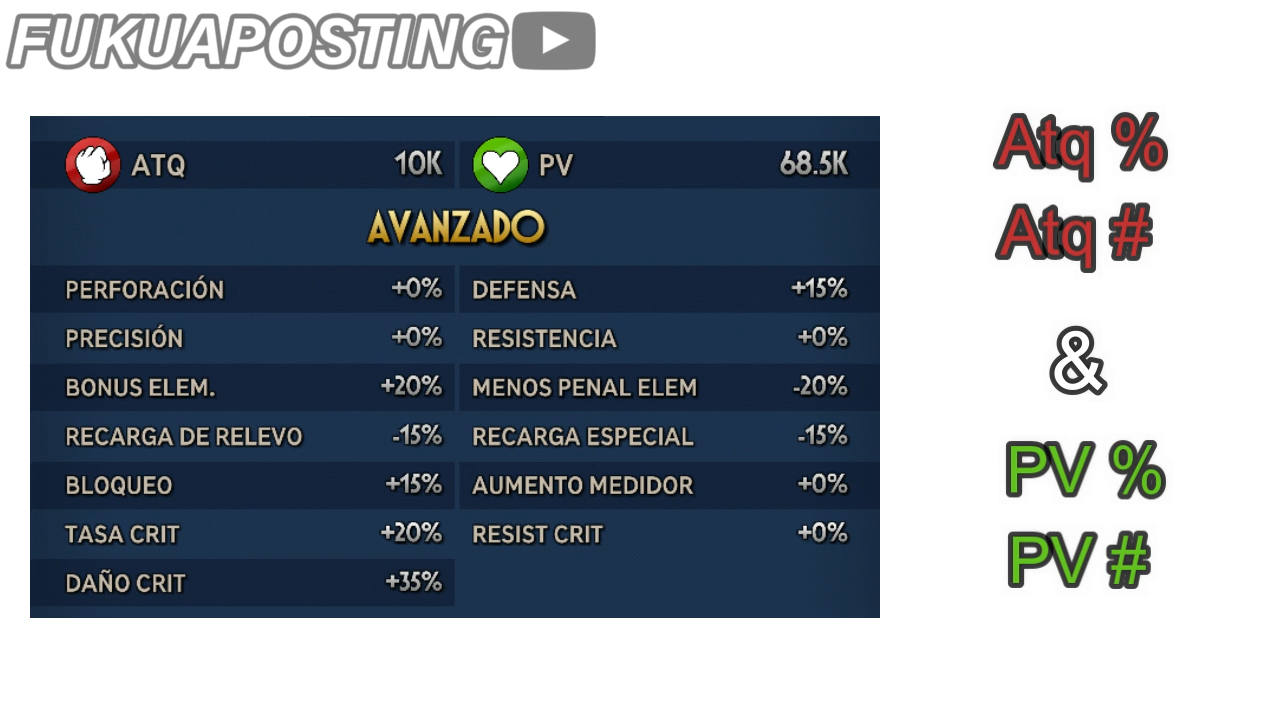 FUKUAPOSTING
ATQ 10K PV 68.5K
AVANZADO
PERFORACIÓN +0% DEFENSA +15%
PRECISIÓN +0% RESISTENCIA +0%
BONUS ELEM. +20% MENOS PENAL ELEM -20%
RECARGA DE RELEVO -15% RECARGA ESPECIAL -15%
BLOQUEO +15% AUMENTO MEDIDOR +0%
TASA CRIT +20% RESIST CRIT +0%
DAÑO CRIT +35%
Atq %
Atq #
&
PV %
PV #